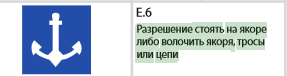 E.6
Разрешение стоять на якоре
либо волочить якоря, тросы
или цепи